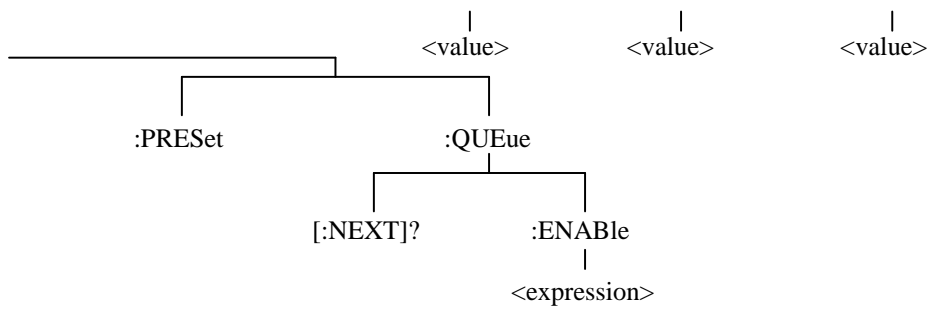 <value> <value> <value>
:PRESet :QUEue
[:NEXT]? :ENABle
<expression>